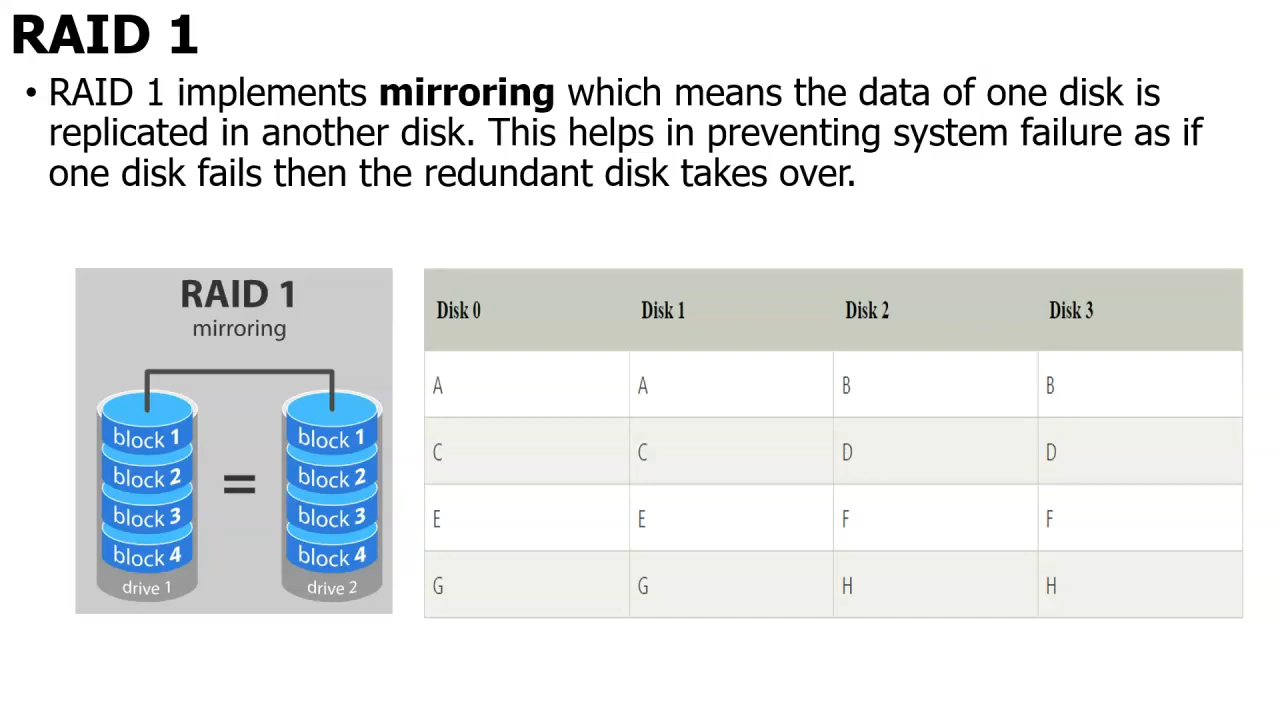 RAID 1
• RAID 1 implements mirroring which means the data of one disk is
replicated in another disk. This helps in preventing system failure as if
one disk fails then the redundant disk takes over.
RAID 1
mirroring
block 1 block 1
block 2 block 2
=
block 3 block 3
block 4 block 4
drive 1 drive 2
Disk 0 Disk 1 Disk 2 Disk 3
A A B B
C C D D
E E F F
G G H H